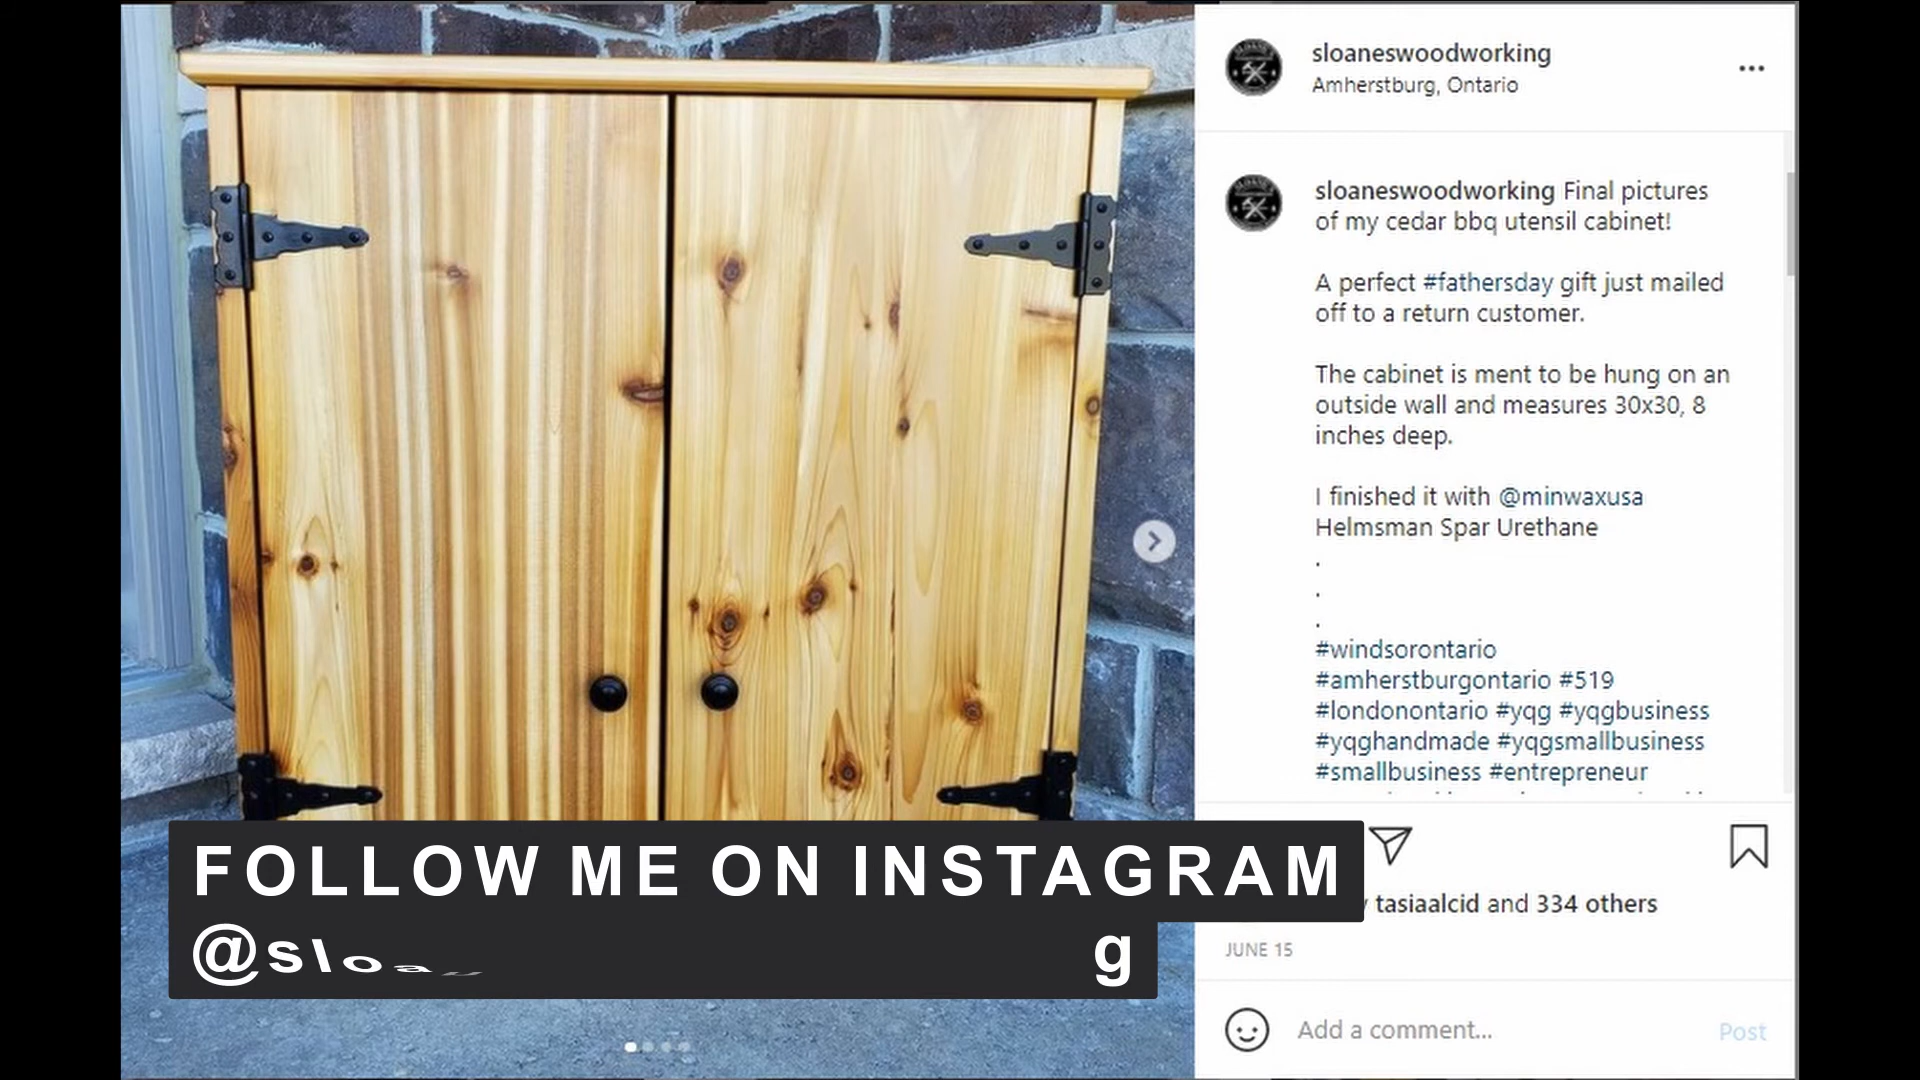 sloaneswoodworking
Amherstburg, Ontario
sloaneswoodworking Final pictures
of my cedar bbq utensil cabinet!
A perfect #fathersday gift just mailed
off to a return customer.
The cabinet is ment to be hung on an
outside wall and measures 30x30, 8
inches deep.
I finished it with @minwaxusa
Helmsman Spar Urethane
.
.
.
#windsorontario
#amherstburgontario #519
#londonontario #yqg #yqgbusiness
#yqghandmade #yqgsmallbusiness
#smallbusiness #entrepreneur
tasiaalcid and 334 others
JUNE 15
Add a comment...
Post
FOLLOW ME ON INSTAGRAM
@sloa g